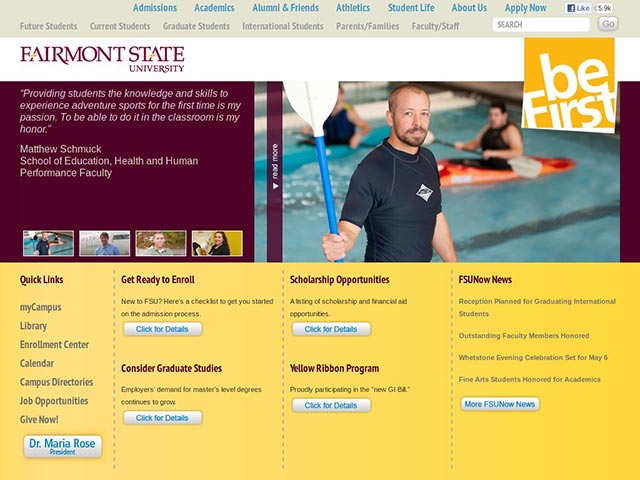 Admissions Academics Alumni & Friends Athletics Student Life About Us Apply Now Like 5.9k
Future Students Current Students Graduate Students International Students Parents/Families Faculty/Staff SEARCH Go
FAIRMONT STATE
UNIVERSITY
be
First
“Providing students the knowledge and skills to
experience adventure sports for the first time is my
passion. To be able to do it in the classroom is my
honor.”
Matthew Schmuck
School of Education, Health and Human
Performance Faculty
read more
Quick Links
myCampus
Library
Enrollment Center
Calendar
Campus Directories
Job Opportunities
Give Now!
Dr. Maria Rose
President
Get Ready to Enroll
New to FSU? Here's a checklist to get you started
on the admission process.
Click for Details
Consider Graduate Studies
Employers' demand for master's level degrees
continues to grow.
Click for Details
Scholarship Opportunities
A listing of scholarship and financial aid
opportunities.
Click for Details
Yellow Ribbon Program
Proudly participating in the "new GI Bill."
Click for Details
FSUNow News
Reception Planned for Graduating International
Students
Outstanding Faculty Members Honored
Whetstone Evening Celebration Set for May 6
Fine Arts Students Honored for Academics
More FSUNow News